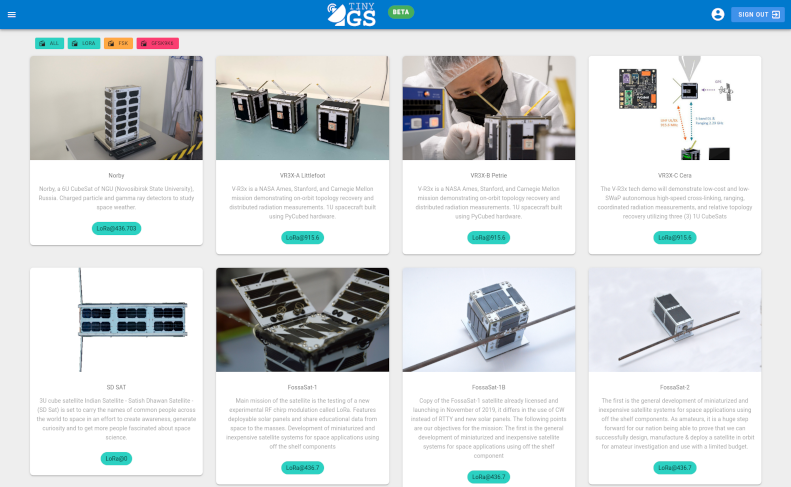 TINY
GS
BETA
SIGN OUT
ALL
LORA
FSK
Norby
Norby, a 6U CubeSat of NGU (Novosibirsk State University),
Russia. Charged particle and gamma ray detectors to study
space weather.
LoRa@436.703
VR3X-A Littlefoot
V-R3x is a NASA Ames, Stanford, and Carnegie Mellon
mission demonstrating on-orbit topology recovery and
distributed radiation measurements. 1U spacecraft built
using PyCubed hardware.
LoRa@915.6
VR3X-B Petrie
V-R3x is a NASA Ames, Stanford, and Carnegie Mellon
mission demonstrating on-orbit topology recovery and
distributed radiation measurements. 1U spacecraft built
using PyCubed hardware.
LoRa@915.6
VR3X-C Cera
The V-R3x tech demo will demonstrate low-cost and low-
SWaP autonomous high-speed cross-linking, ranging,
coordinated radiation measurements, and relative topology
recovery utilizing three (3) 1U CubeSats
LoRa@915.6
SD SAT
3U cube satellite Indian Satellite - Satish Dhawan Satellite -
(SD Sat) is set to carry the names of common people across
the world to space in an effort to create awareness, generate
curiosity and to get more people fascinated about space
science.
LoRa@0
FossaSat-1
Main mission of the satellite is the testing of a new
experimental RF chip modulation called LoRa. Features
deployable solar panels and share educational data from
space to the masses. Development of miniaturized and
inexpensive satellite systems for space applications using
off the shelf components
LoRa@436.7
FossaSat-1B
Copy of the FossaSat-1 satellite already licensed and
launching in November of 2019, it differs in the use of CW
instead of RTTY and new solar panels. The following points
are our objectives for the mission: The first is the general
development of miniaturized and inexpensive satellite
systems for space applications using off the shelf
component
LoRa@436.7
FossaSat-2
The first is the general development of miniaturized and
inexpensive satellite systems for space applications using
off the shelf components. As amateurs, it is a huge step
forward for our nation being able to prove that we can
successfully design, manufacture & deploy a satellite in orbit
for amateur investigation and use with a limited budget.
LoRa@436.7